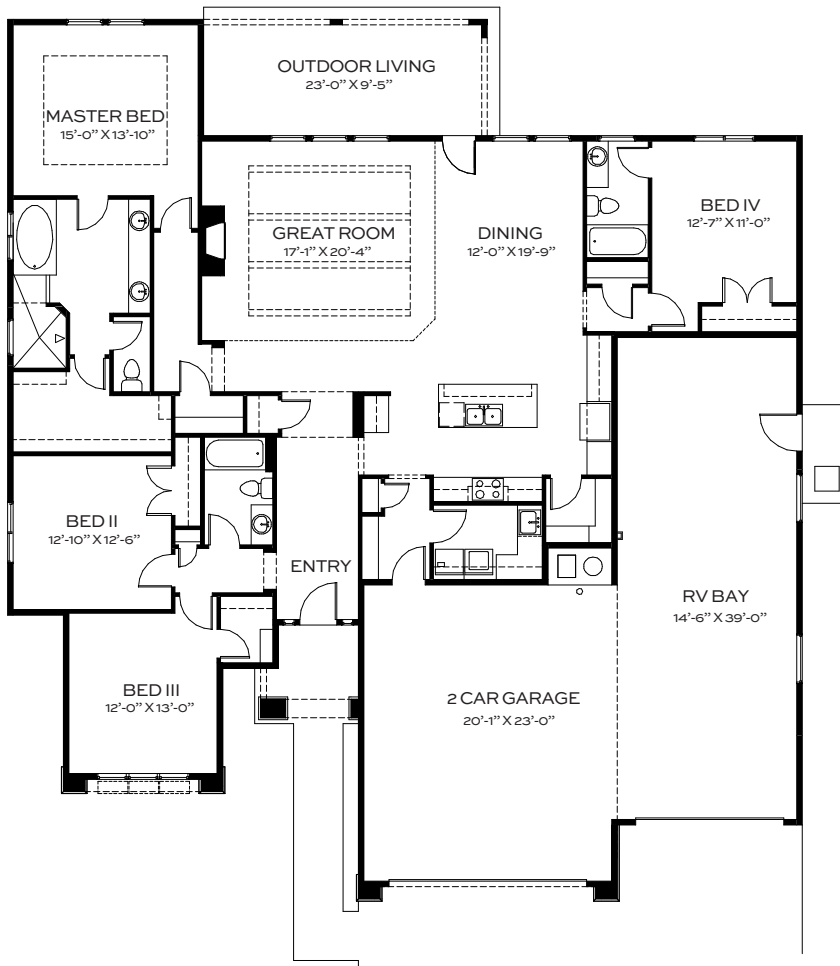 OUTDOOR LIVING
23'-0" X 9'-5"
MASTER BED
15'-0" X 13'-10"
GREAT ROOM
17'-1" X 20'-4"
DINING
12'-0" X 19'-9"
BED IV
12'-7" X 11'-0"
BED II
12'-10" X 12'-6"
ENTRY
RV BAY
14'-6" X 39'-0"
BED III
12'-0" X 13'-0"
2 CAR GARAGE
20'-1" X 23'-0"